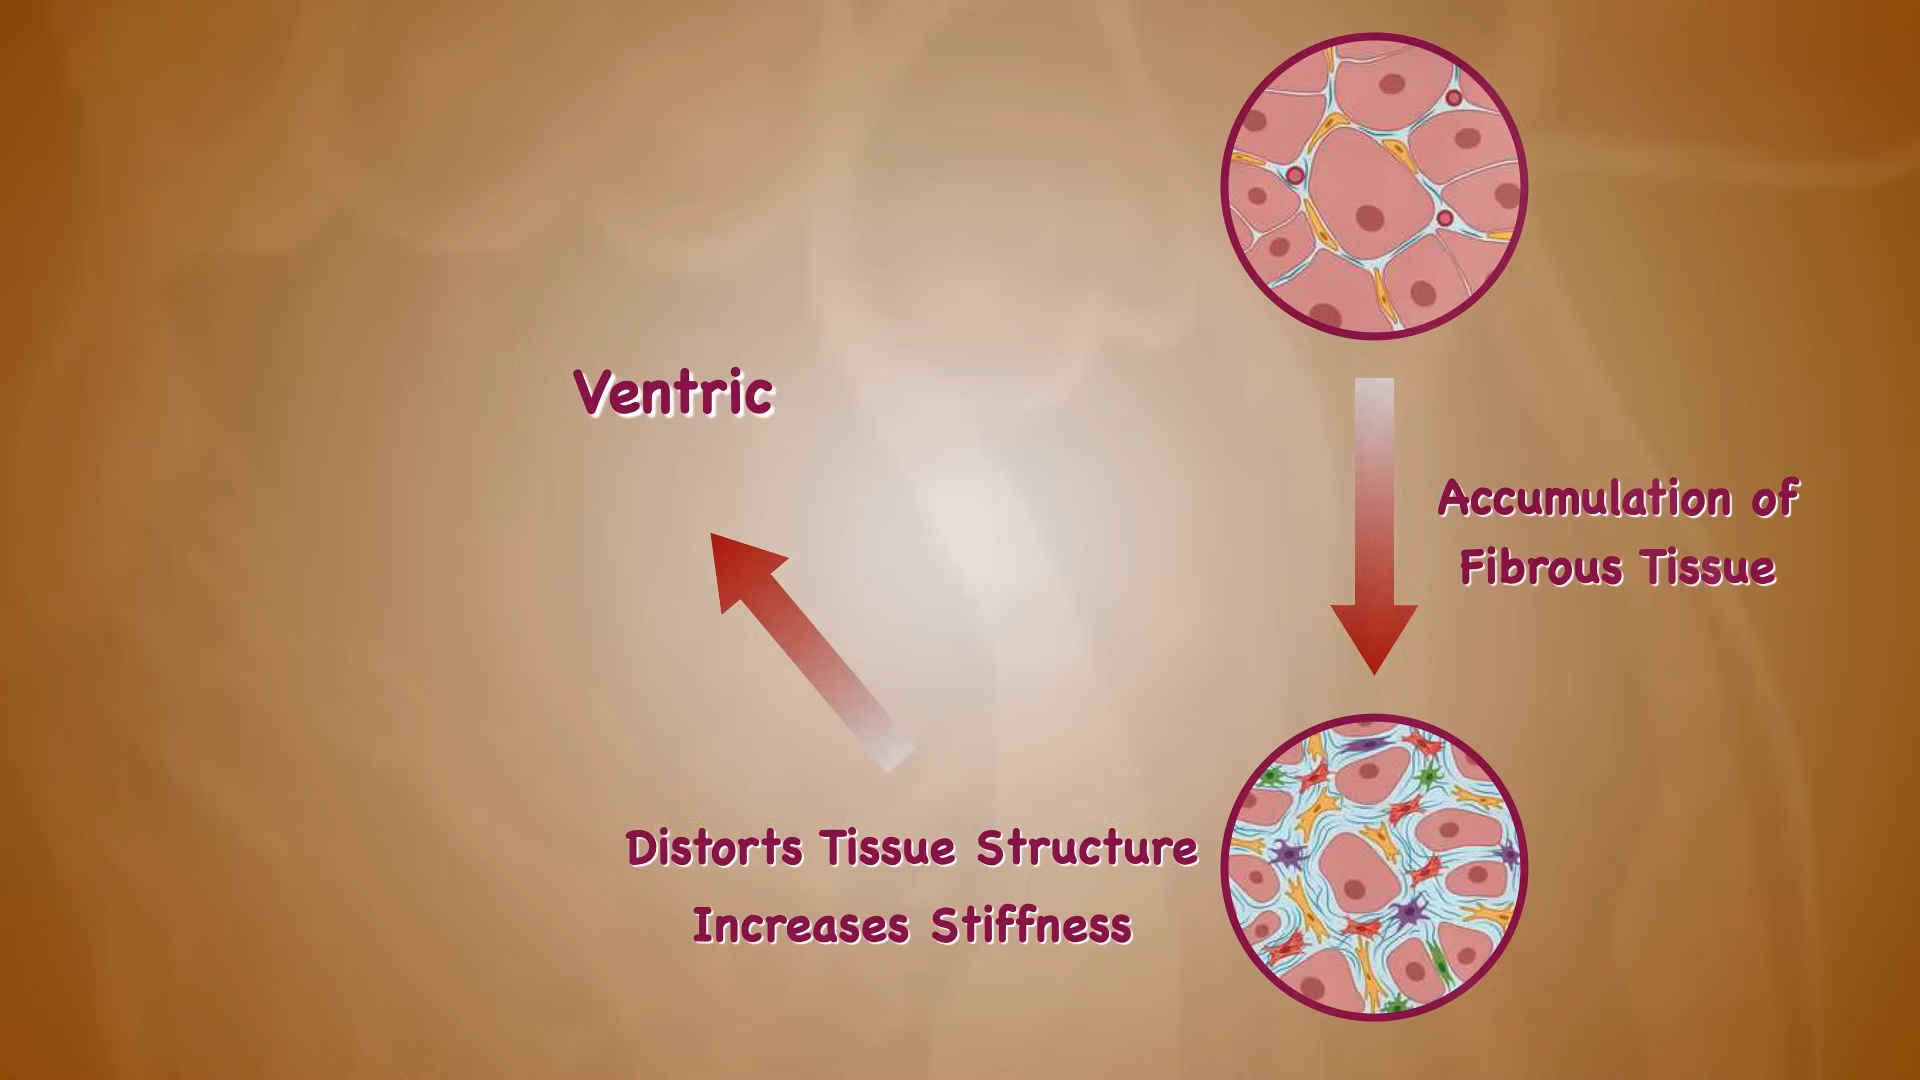 Ventric
Accumulation of
Fibrous Tissue
Distorts Tissue Structure
Increases Stiffness